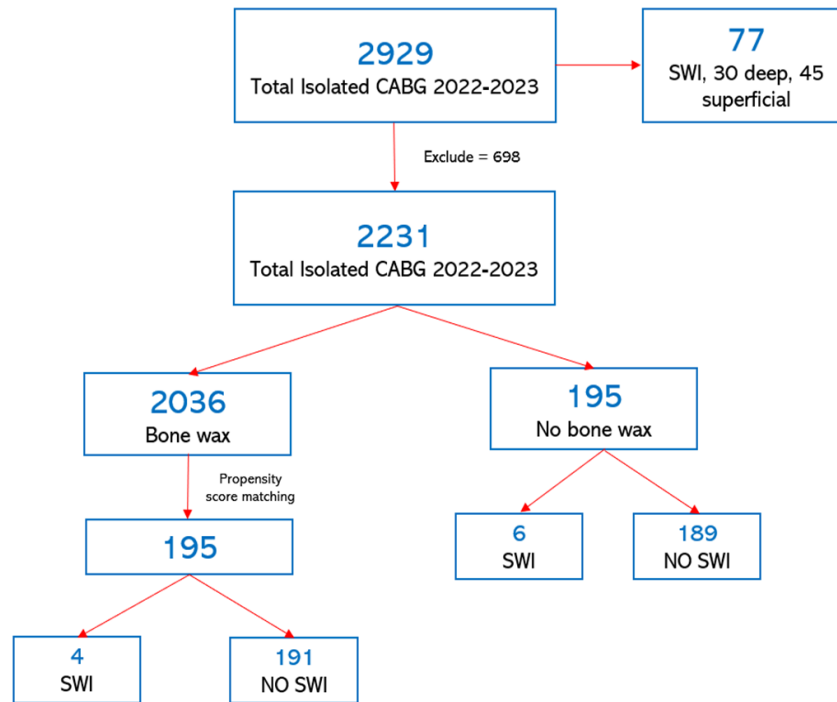 2929
Total Isolated CABG 2022-2023
77
SWI, 30 deep, 45
superficial
Exclude = 698
2231
Total Isolated CABG 2022-2023
2036
Bone wax
195
No bone wax
Propensity
score matching
195
6
SWI
189
NO SWI
4
SWI
191
NO SWI